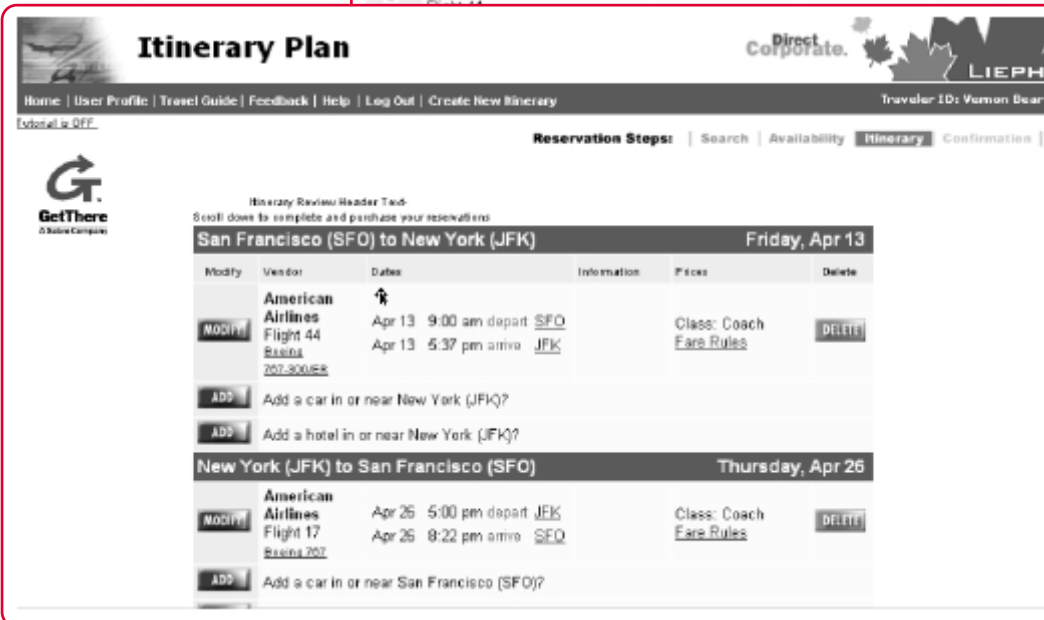 Flight 44
Itinerary Plan
Direct
Corporate.
LIEPH
Home | User Profile | Travel Guide | Feedback | Help | Log Out | Create New Itinerary
Traveler ID: Vernon Bear
Tutorial is OFF
Reservation Steps: | Search | Availability Itinerary Confirmation |
GT.
GetThere
A Sabre Company
Itinerary Review Header Text-
Scroll down to complete and purchase your reservations
San Francisco (SFO) to New York (JFK) Friday, Apr 13
Modify Vendor Dates Information Prices Delete
American
Airlines
Flight 44
Boeing
767-300/ER
MODIFY
Apr 13 9:00 am depart SFO
Apr 13 5:37 pm arrive JFK
Class: Coach
Fare Rules
DELETE
ADD Add a car in or near New York (JFK)?
ADD Add a hotel in or near New York (JFK)?
New York (JFK) to San Francisco (SFO) Thursday, Apr 26
American
Airlines
Flight 17
Boeing 767
MODIFY
Apr 26 5:00 pm depart JFK
Apr 26 8:22 pm arrive SFO
Class: Coach
Fare Rules
DELETE
ADD Add a car in or near San Francisco (SFO)?